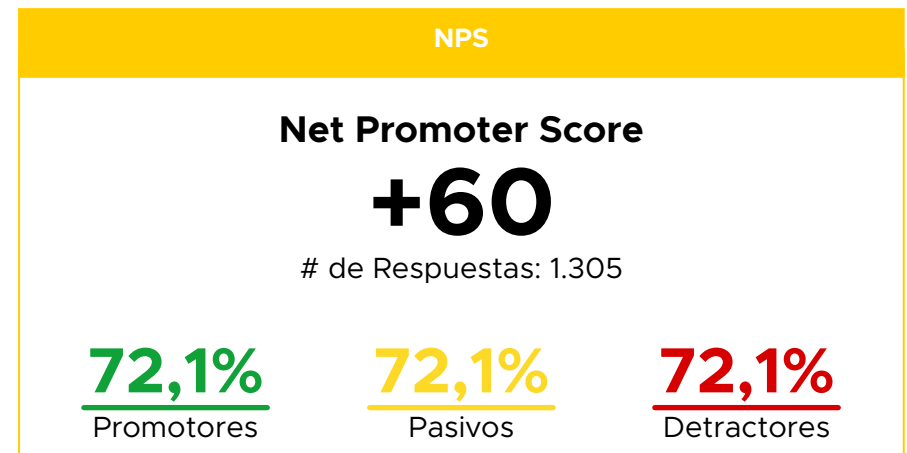 NPS
Net Promoter Score
+60
# de Respuestas: 1.305
72,1% 72,1% 72,1%
Promotores Pasivos Detractores